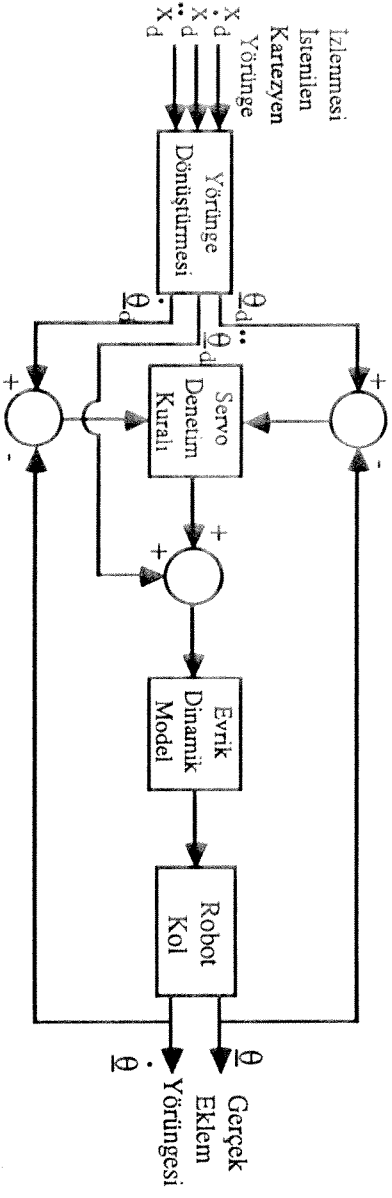 İzlenmesi
İstenilen
Kartezyen
Yörünge
X_d
Ẋ_d
Ẍ_d
Yörünge
Dönüştürmesi
θ_d
θ̈_d
θ̇_d
+
-
Servo
Denetim
Kuralı
+
+
+
-
Evrik
Dinamik
Model
Robot
Kol
θ
θ̇
Gerçek
Eklem
Yörüngesi